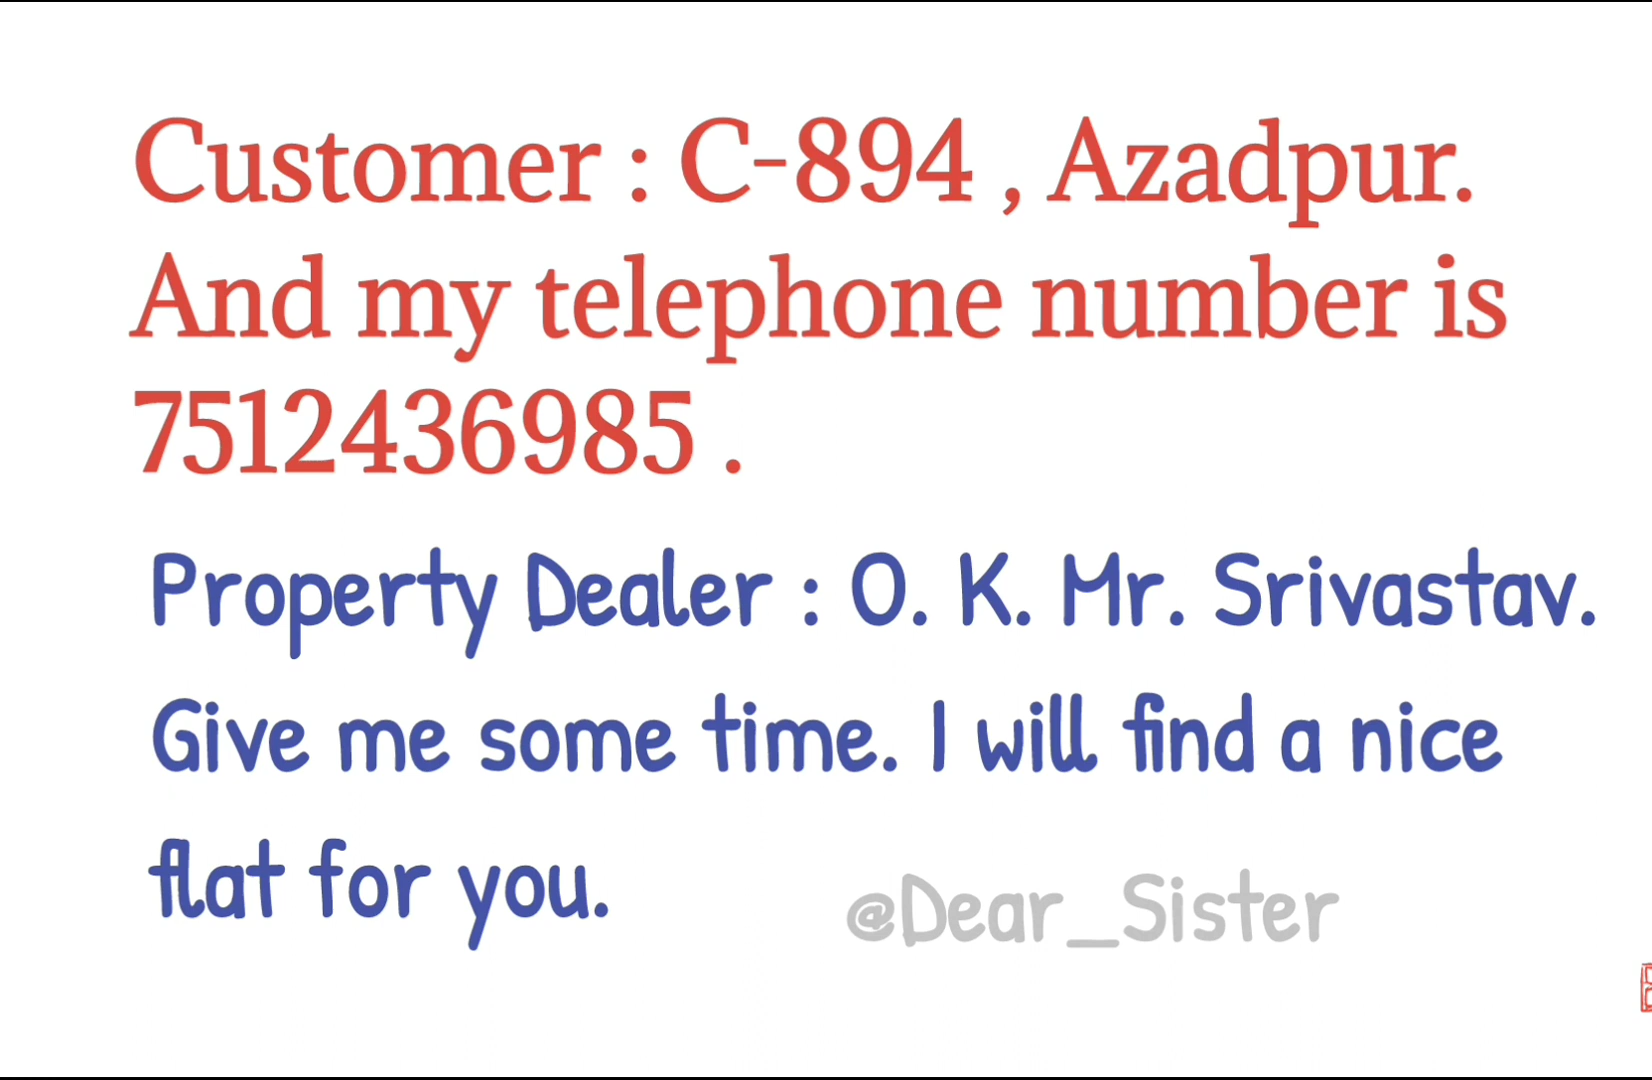 Customer : C-894 , Azadpur.
And my telephone number is
7512436985 .
Property Dealer : O. K. Mr. Srivastav.
Give me some time. I will find a nice
flat for you.
@Dear_Sister